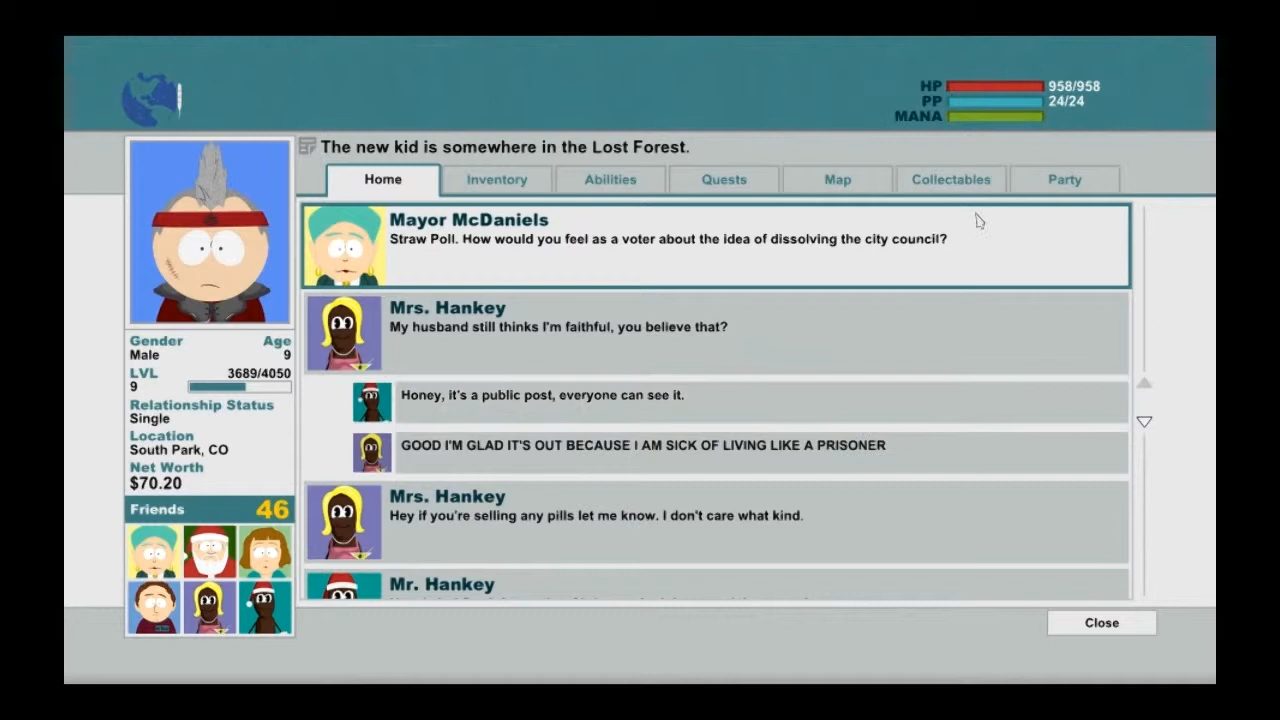 HP 958/958
PP 24/24
MANA
The new kid is somewhere in the Lost Forest.
Home Inventory Abilities Quests Map Collectables Party
Mayor McDaniels
Straw Poll. How would you feel as a voter about the idea of dissolving the city council?
Mrs. Hankey
My husband still thinks I'm faithful, you believe that?
Honey, it's a public post, everyone can see it.
GOOD I'M GLAD IT'S OUT BECAUSE I AM SICK OF LIVING LIKE A PRISONER
Mrs. Hankey
Hey if you're selling any pills let me know. I don't care what kind.
Mr. Hankey
Gender Age
Male 9
LVL 3689/4050
9
Relationship Status
Single
Location
South Park, CO
Net Worth
$70.20
Friends 46
Close